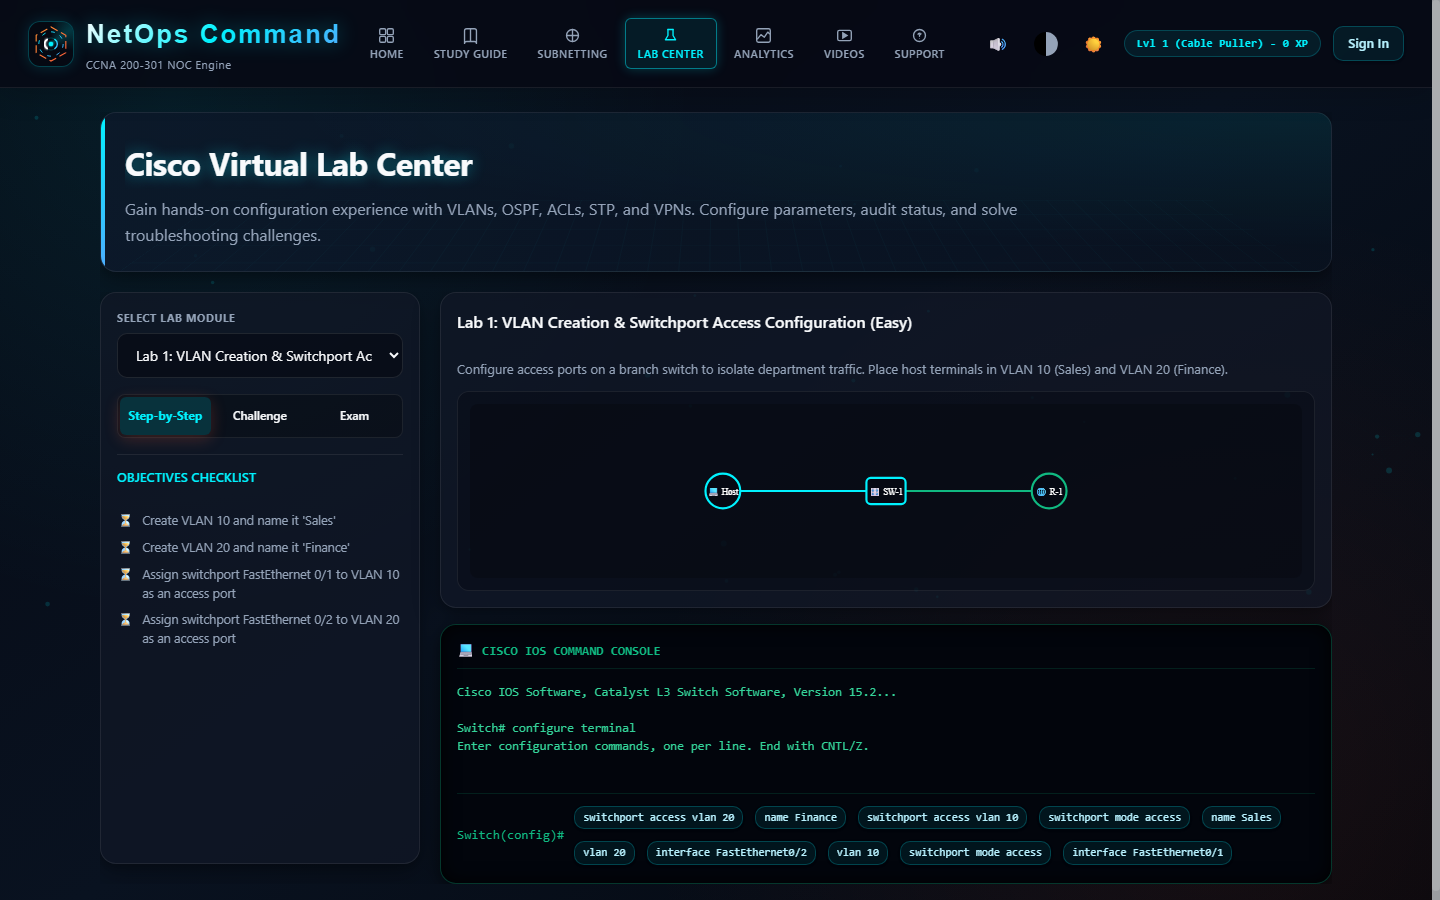 NetOps Command
CCNA 200-301 NOC Engine
HOME
STUDY GUIDE
SUBNETTING
LAB CENTER
ANALYTICS
VIDEOS
SUPPORT
Lvl 1 (Cable Puller) - 0 XP
Sign In
Cisco Virtual Lab Center
Gain hands-on configuration experience with VLANs, OSPF, ACLs, STP, and VPNs. Configure parameters, audit status, and solve
troubleshooting challenges.
SELECT LAB MODULE
Lab 1: VLAN Creation & Switchport Ac
Step-by-Step
Challenge
Exam
OBJECTIVES CHECKLIST
Create VLAN 10 and name it 'Sales'
Create VLAN 20 and name it 'Finance'
Assign switchport FastEthernet 0/1 to VLAN 10
as an access port
Assign switchport FastEthernet 0/2 to VLAN 20
as an access port
Lab 1: VLAN Creation & Switchport Access Configuration (Easy)
Configure access ports on a branch switch to isolate department traffic. Place host terminals in VLAN 10 (Sales) and VLAN 20 (Finance).
Host
SW-1
R-1
CISCO IOS COMMAND CONSOLE
Cisco IOS Software, Catalyst L3 Switch Software, Version 15.2...
Switch# configure terminal
Enter configuration commands, one per line. End with CNTL/Z.
Switch(config)#
switchport access vlan 20
name Finance
switchport access vlan 10
switchport mode access
name Sales
vlan 20
interface FastEthernet0/2
vlan 10
switchport mode access
interface FastEthernet0/1